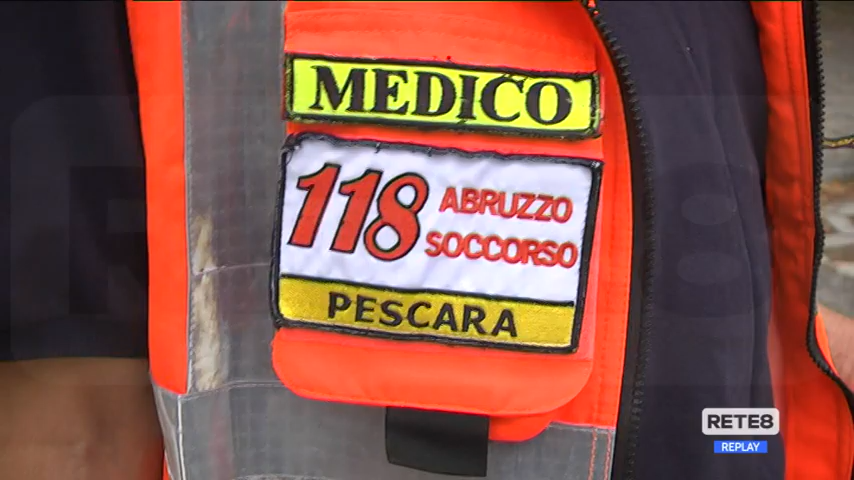 MEDICO
118 ABRUZZO
SOCCORSO
PESCARA
RETE8
REPLAY